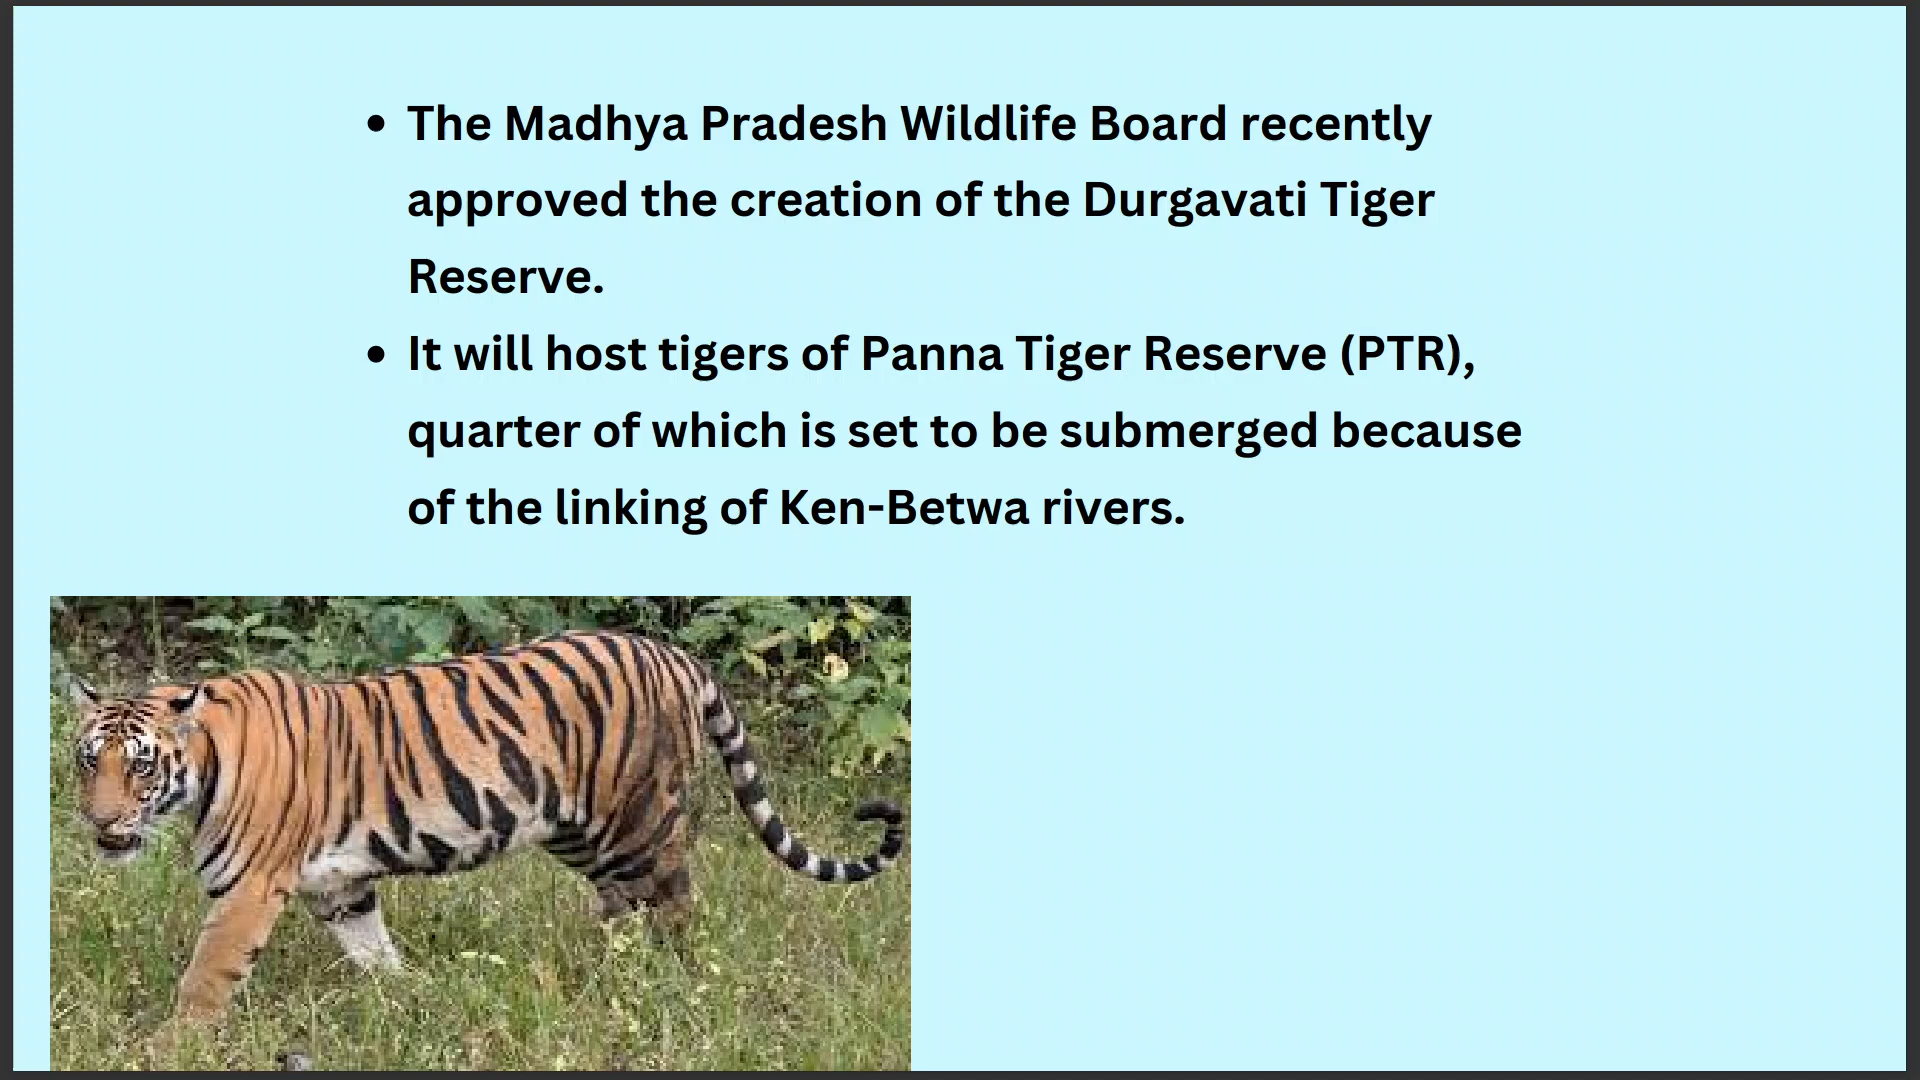 • The Madhya Pradesh Wildlife Board recently
approved the creation of the Durgavati Tiger
Reserve.
• It will host tigers of Panna Tiger Reserve (PTR),
quarter of which is set to be submerged because
of the linking of Ken-Betwa rivers.